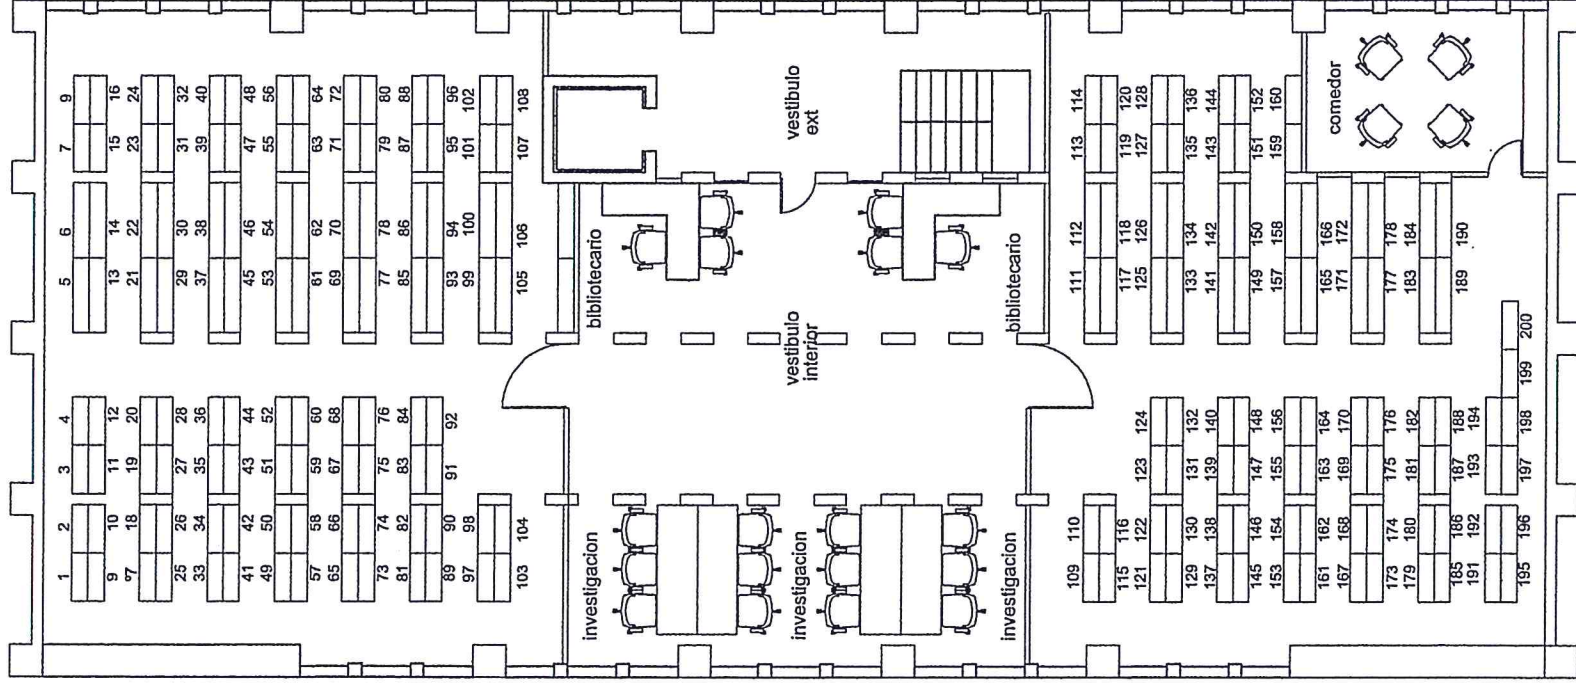 1 2 3 4 5 6 7 9
9 10 11 12 13 14 15 16
°7 18 19 20 21 22 23 24
25 26 27 28 29 30 31 32
33 34 35 36 37 38 39 40
41 42 43 44 45 46 47 48
49 50 51 52 53 54 55 56
57 58 59 60 61 62 63 64
65 66 67 68 69 70 71 72
73 74 75 76 77 78 79 80
81 82 83 84 85 86 87 88
89 90 91 92 93 94 95 96
97 98 99 100 101 102
103 104 105 106 107 108
investigacion
bibliotecario
investigacion
vestibulo
interior
vestibulo
ext
investigacion
bibliotecario
109 110 111 112 113 114
115 116 117 118 119 120
121 122 123 124 125 126 127 128
129 130 131 132 133 134 135 136
137 138 139 140 141 142 143 144
145 146 147 148 149 150 151 152
153 154 155 156 157 158 159 160
161 162 163 164 165 166
comedor
167 168 169 170 171 172
173 174 175 176 177 178
179 180 181 182 183 184
185 186 187 188 189 190
191 192 193 194
195 196 197 198 199 200